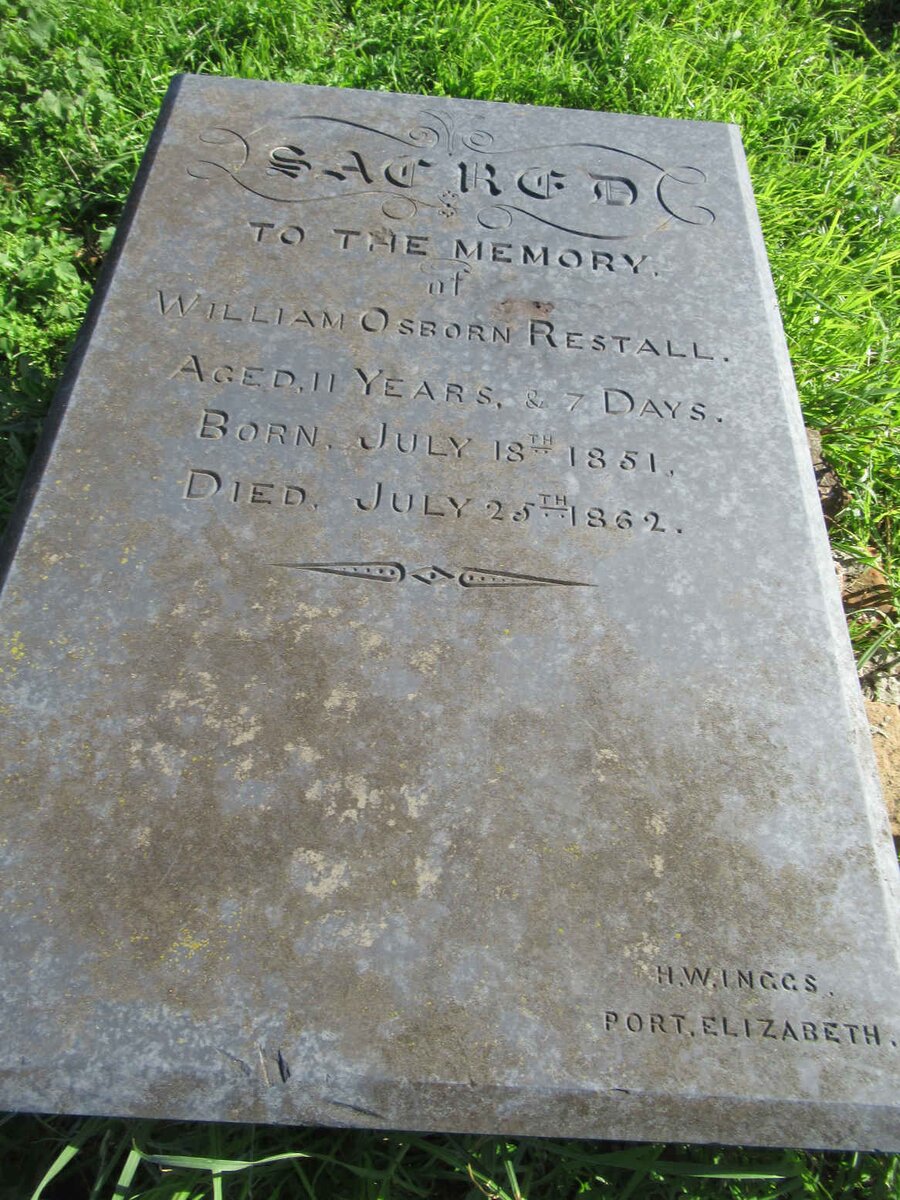 SACRED
TO THE MEMORY.
of
WILLIAM OSBORN RESTALL.
AGED, 11 YEARS, & 7 DAYS.
BORN. JULY 18TH 1851.
DIED. JULY 25TH 1862.
H.W.INGGS.
PORT.ELIZABETH.